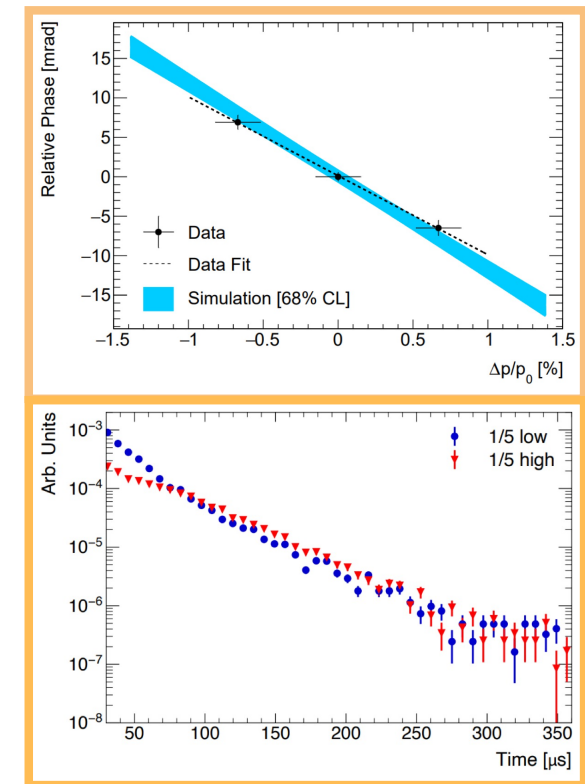 Relative Phase [mrad]
15
10
5
0
−5
−10
−15
Data
Data Fit
Simulation [68% CL]
−1.5 −1 −0.5 0 0.5 1 1.5
Δp/p₀ [%]
Arb. Units
10⁻³
10⁻⁴
10⁻⁵
10⁻⁶
10⁻⁷
10⁻⁸
1/5 low
1/5 high
50 100 150 200 250 300 350
Time [μs]